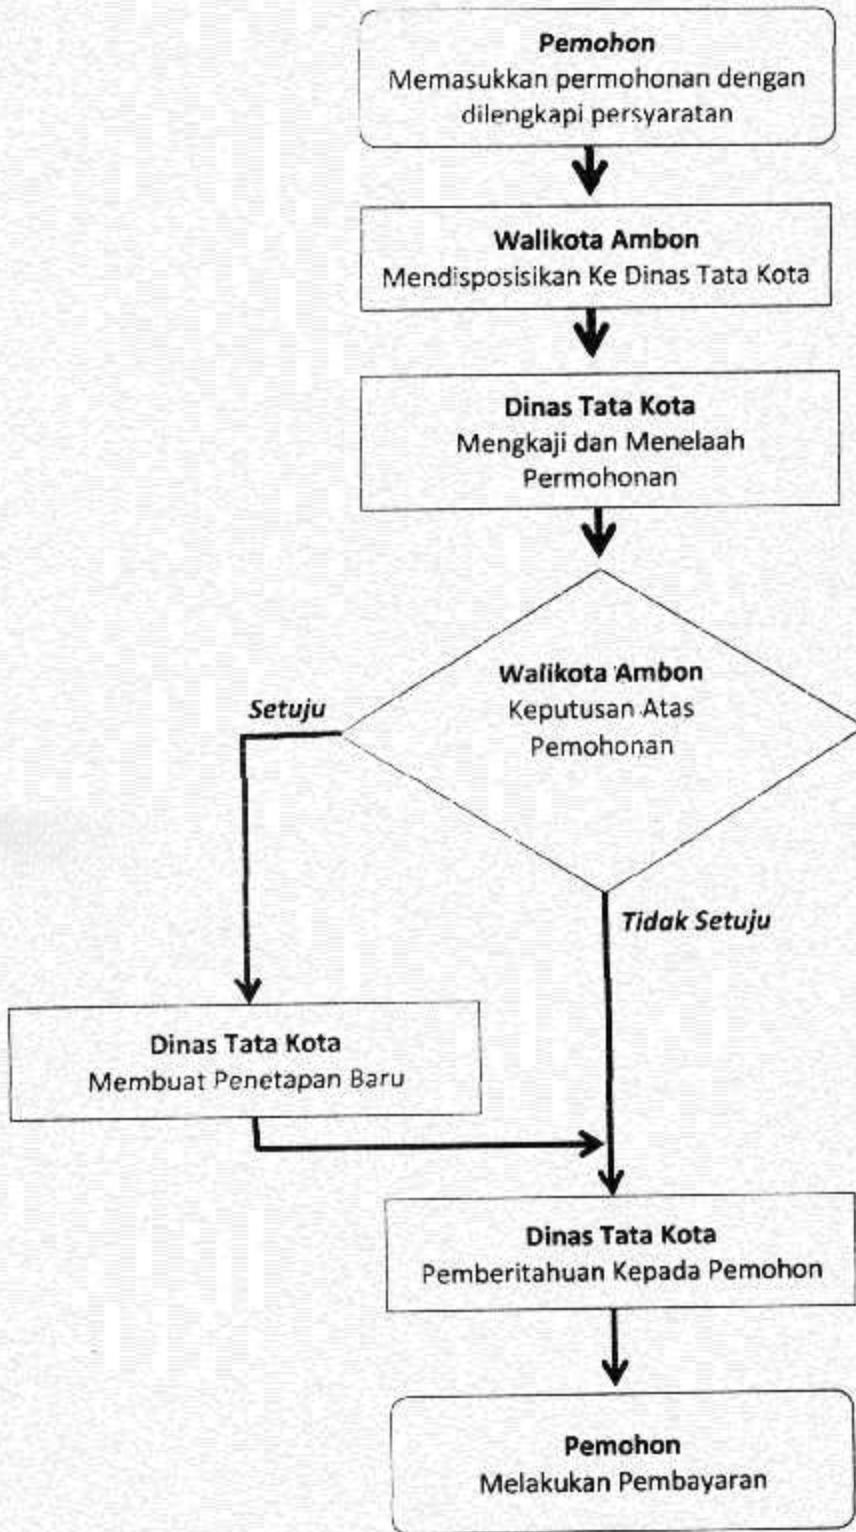 Pemohon
Memasukkan permohonan dengan
dilengkapi persyaratan
Walikota Ambon
Mendisposisikan Ke Dinas Tata Kota
Dinas Tata Kota
Mengkaji dan Menelaah
Permohonan
Walikota Ambon
Keputusan Atas
Pemohonan
Setuju
Tidak Setuju
Dinas Tata Kota
Membuat Penetapan Baru
Dinas Tata Kota
Pemberitahuan Kepada Pemohon
Pemohon
Melakukan Pembayaran